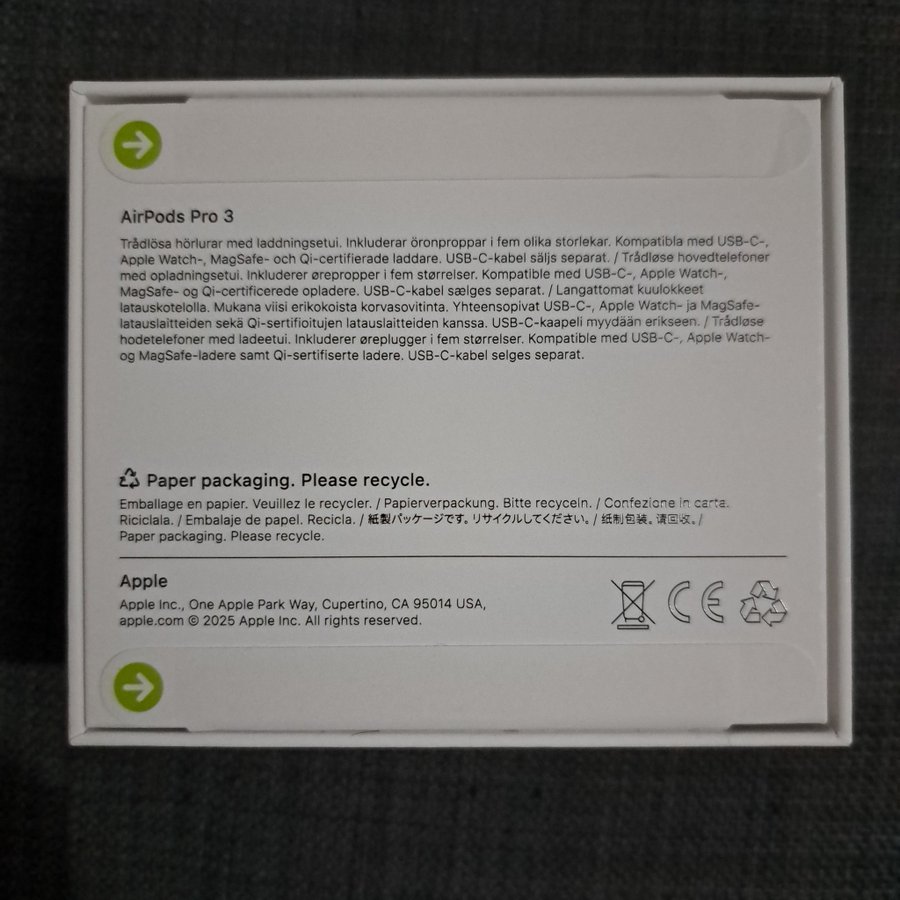 AirPods Pro 3
Trådlösa hörlurar med laddningsetui. Inkluderar öronproppar i fem olika storlekar. Kompatibla med USB-C-,
Apple Watch-, MagSafe- och Qi-certifierade laddare. USB-C-kabel säljs separat. / Trådløse hovedtelefoner
med opladningsetui. Inkluderer ørepropper i fem størrelser. Kompatible med USB-C-, Apple Watch-,
MagSafe- og Qi-certificerede opladere. USB-C-kabel sælges separat. / Langattomat kuulokkeet
latauskotelolla. Mukana viisi erikokoista korvasovitinta. Yhteensopivat USB-C-, Apple Watch- ja MagSafe-
latauslaitteiden sekä Qi-sertifioitujen latauslaitteiden kanssa. USB-C-kaapeli myydään erikseen. / Trådløse
hodetelefoner med ladeetui. Inkluderer øreplugger i fem størrelser. Kompatible med USB-C-, Apple Watch-
og MagSafe-ladere samt Qi-sertifiserte ladere. USB-C-kabel selges separat.
Paper packaging. Please recycle.
Emballage en papier. Veuillez le recycler. / Papierverpackung. Bitte recyceln. / Confezione in carta.
Riciclala. / Embalaje de papel. Recicla. / 紙製パッケージです。リサイクルしてください。/ 纸制包装。请回收。/
Paper packaging. Please recycle.
Apple
Apple Inc., One Apple Park Way, Cupertino, CA 95014 USA,
apple.com © 2025 Apple Inc. All rights reserved.
CE